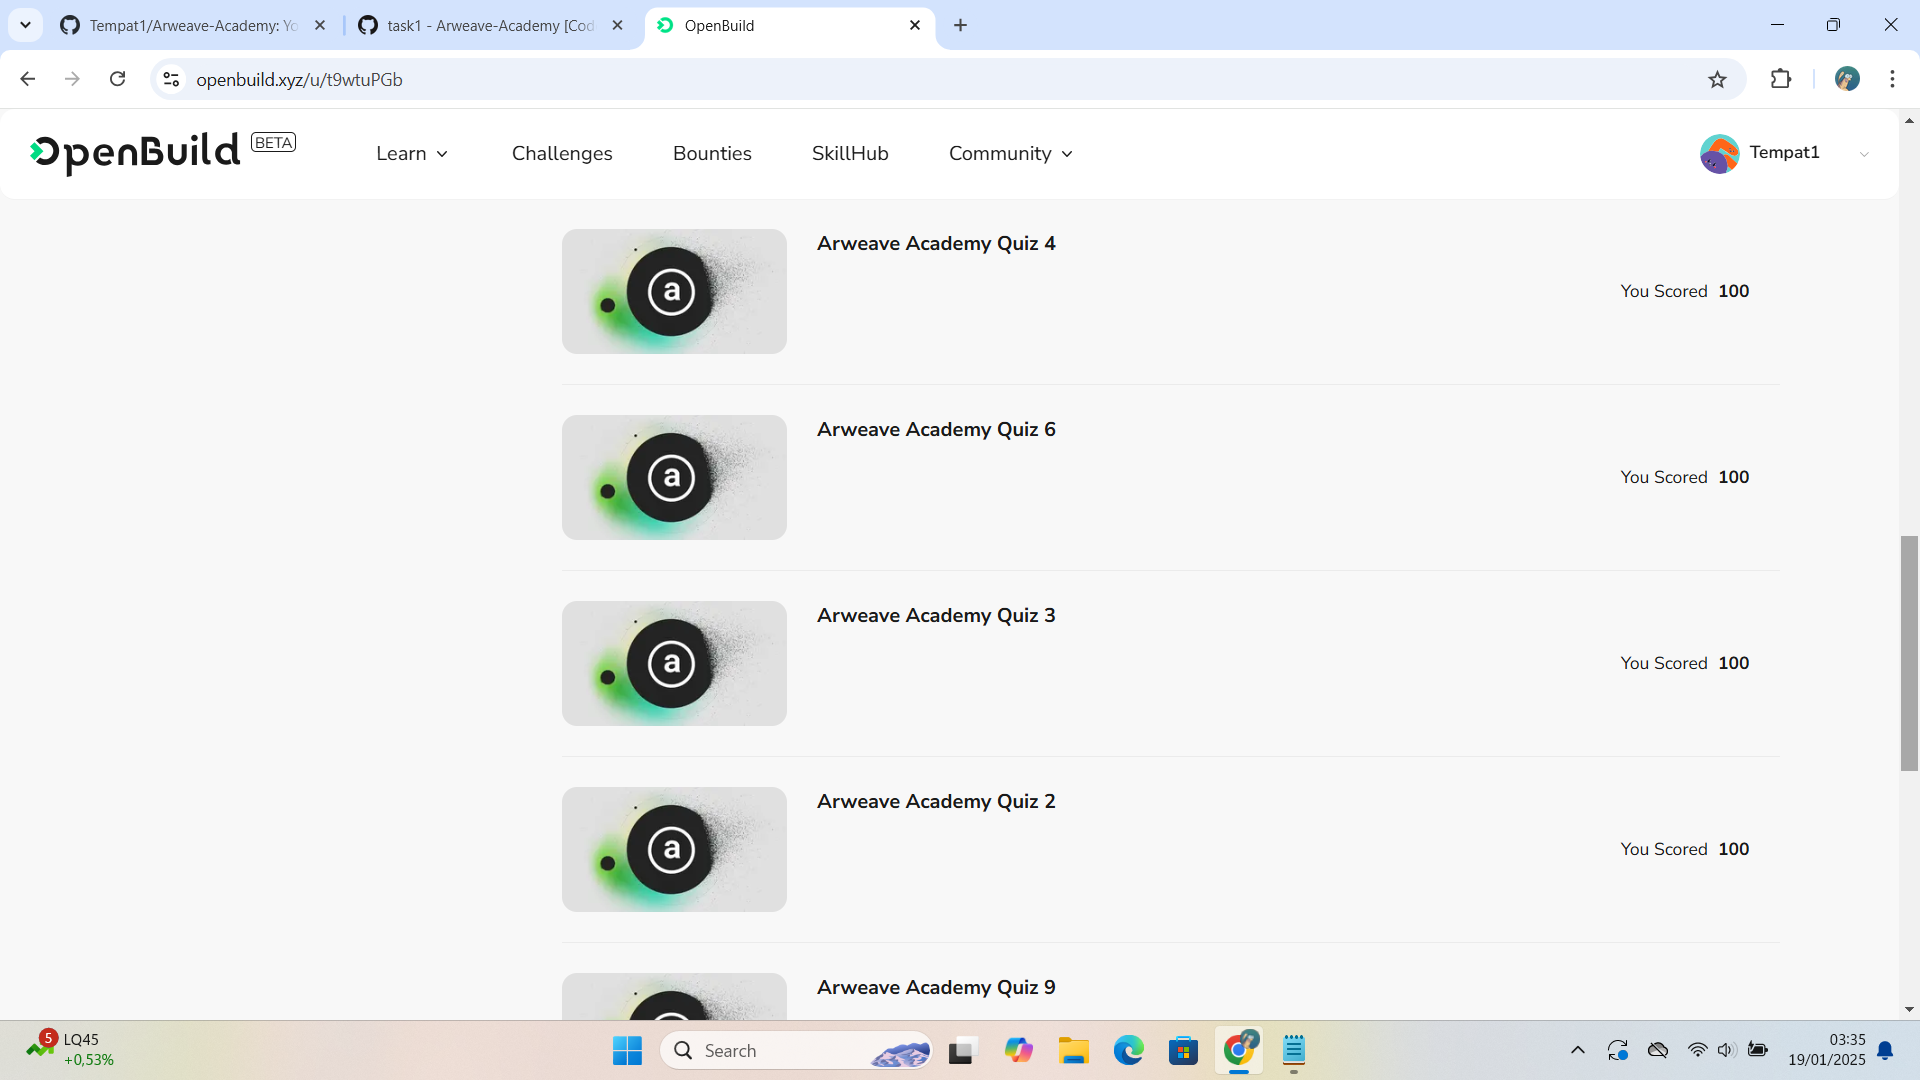 Tempat1/Arweave-Academy: Yo
task1 - Arweave-Academy [Cod
OpenBuild
openbuild.xyz/u/t9wtuPGb
OpenBuild BETA
Learn
Challenges
Bounties
SkillHub
Community
Tempat1
Arweave Academy Quiz 4
You Scored 100
Arweave Academy Quiz 6
You Scored 100
Arweave Academy Quiz 3
You Scored 100
Arweave Academy Quiz 2
You Scored 100
Arweave Academy Quiz 9
a
a
a
a
5
LQ45
+0,53%
Search
03:35
19/01/2025